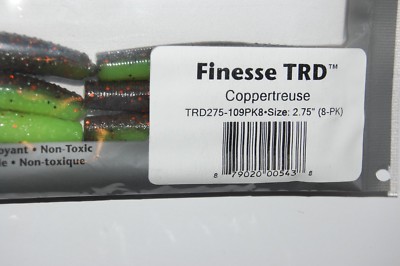 Finesse TRD™
Coppertreuse
TRD275-109PK8•Size: 2.75" (8-PK)
8 79020 00543 8
oyant • Non-Toxic
le • Non-toxique